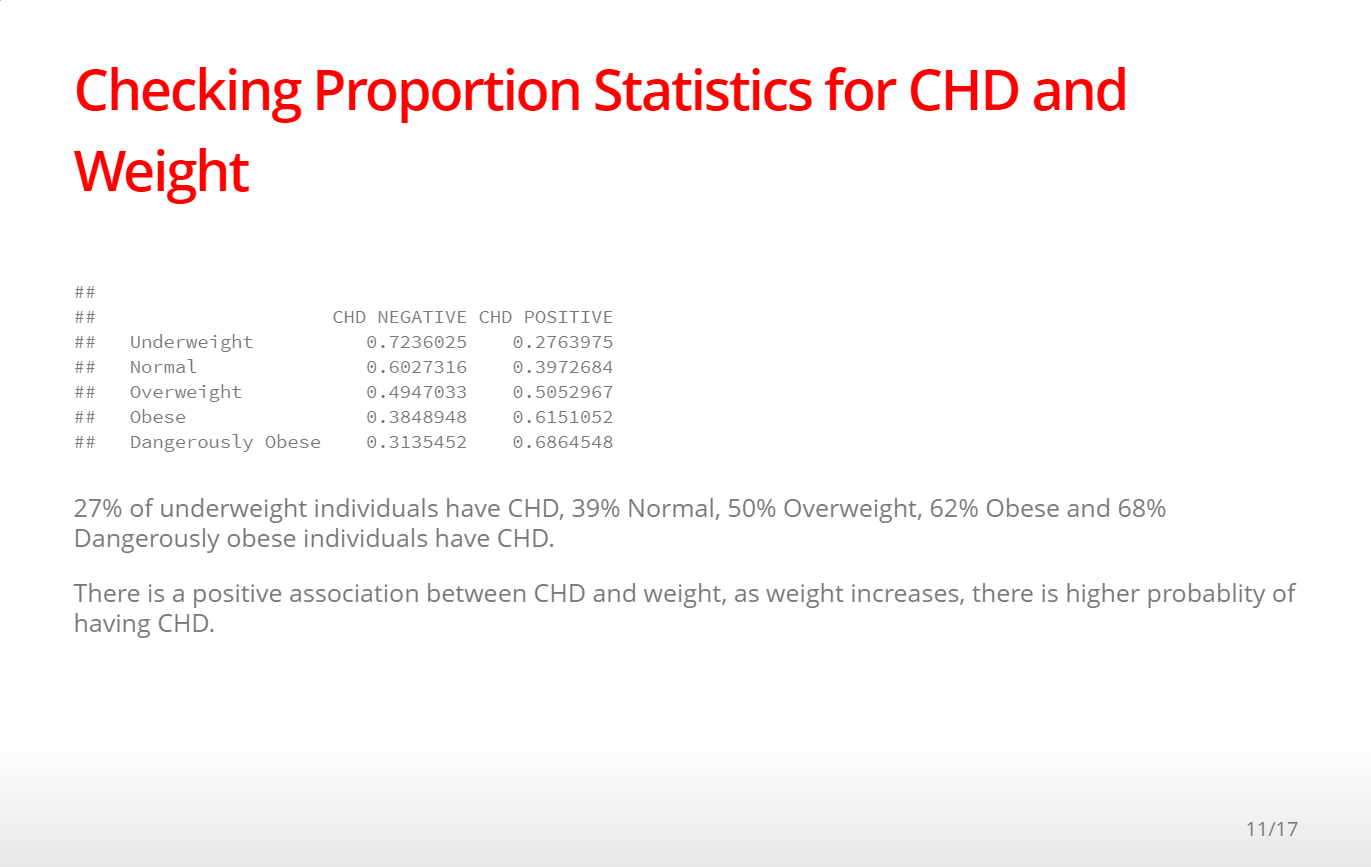 Checking Proportion Statistics for CHD and
Weight
##
##                     CHD NEGATIVE CHD POSITIVE
##   Underweight          0.7236025    0.2763975
##   Normal               0.6027316    0.3972684
##   Overweight           0.4947033    0.5052967
##   Obese                0.3848948    0.6151052
##   Dangerously Obese    0.3135452    0.6864548
27% of underweight individuals have CHD, 39% Normal, 50% Overweight, 62% Obese and 68%
Dangerously obese individuals have CHD.
There is a positive association between CHD and weight, as weight increases, there is higher probablity of
having CHD.
11/17